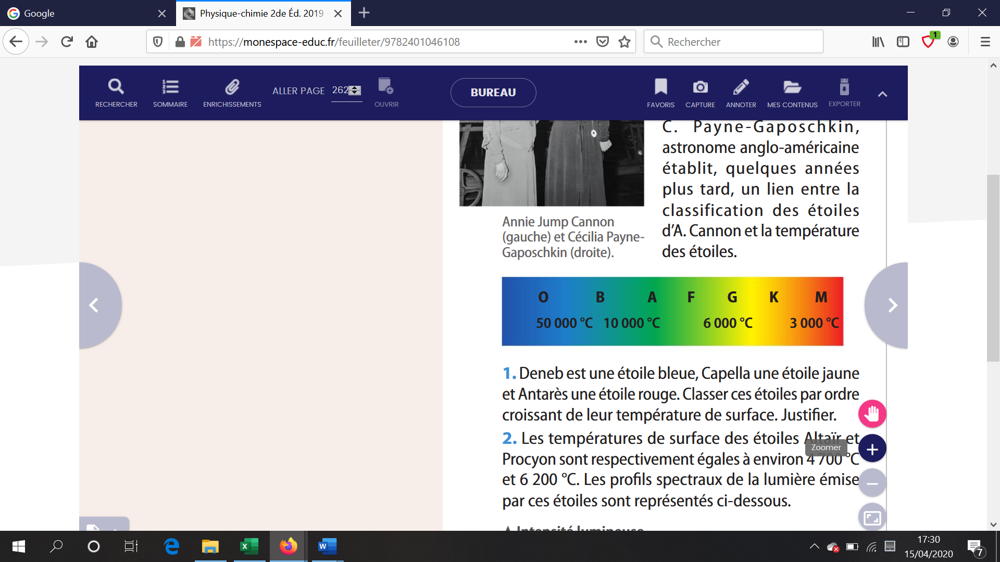 Google
Physique-chimie 2de Éd. 2019 -
https://monespace-educ.fr/feuilleter/9782401046108
Rechercher
1
RECHERCHER
SOMMAIRE
ENRICHISSEMENTS
ALLER PAGE 262
OUVRIR
BUREAU
FAVORIS
CAPTURE
ANNOTER
MES CONTENUS
EXPORTER
C. Payne-Gaposchkin,
astronome anglo-américaine
établit, quelques années
plus tard, un lien entre la
classification des étoiles
d'A. Cannon et la température
des étoiles.
Annie Jump Cannon
(gauche) et Cécilia Payne-
Gaposchkin (droite).
O B A F G K M
50 000 °C 10 000 °C 6 000 °C 3 000 °C
1. Deneb est une étoile bleue, Capella une étoile jaune
et Antarès une étoile rouge. Classer ces étoiles par ordre
croissant de leur température de surface. Justifier.
2. Les températures de surface des étoiles Altaïr et
Procyon sont respectivement égales à environ 4 700 °C
et 6 200 °C. Les profils spectraux de la lumière émise
par ces étoiles sont représentés ci-dessous.
Zoomer
Intensité lumineuse
17:30
15/04/2020
7